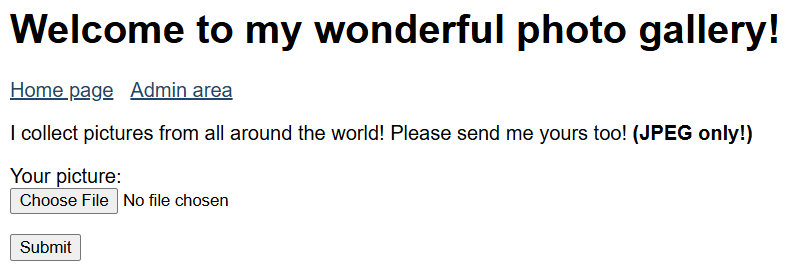 Welcome to my wonderful photo gallery!
Home page Admin area
I collect pictures from all around the world! Please send me yours too! (JPEG only!)
Your picture:
Choose File No file chosen
Submit